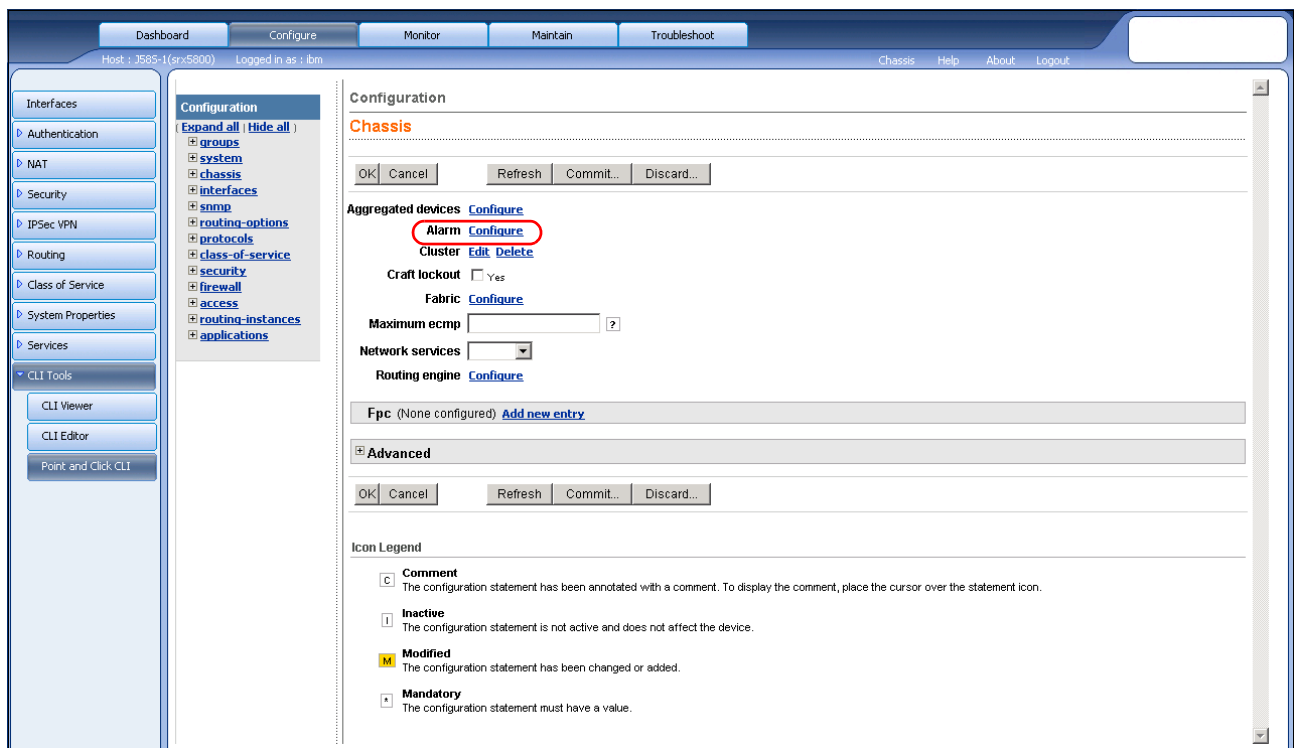 Dashboard Configure Monitor Maintain Troubleshoot
Host : J58S-1(srx5800) Logged in as : ibm Chassis Help About Logout
Interfaces
Authentication
NAT
Security
IPSec VPN
Routing
Class of Service
System Properties
Services
CLI Tools
CLI Viewer
CLI Editor
Point and Click CLI
Configuration
( Expand all | Hide all )
groups
system
chassis
interfaces
snmp
routing-options
protocols
class-of-service
security
firewall
access
routing-instances
applications
Configuration
Chassis
OK Cancel Refresh Commit... Discard...
Aggregated devices Configure
Alarm Configure
Cluster Edit Delete
Craft lockout Yes
Fabric Configure
Maximum ecmp ?
Network services
Routing engine Configure
Fpc (None configured) Add new entry
Advanced
OK Cancel Refresh Commit... Discard...
Icon Legend
C Comment
The configuration statement has been annotated with a comment. To display the comment, place the cursor over the statement icon.
I Inactive
The configuration statement is not active and does not affect the device.
M Modified
The configuration statement has been changed or added.
* Mandatory
The configuration statement must have a value.